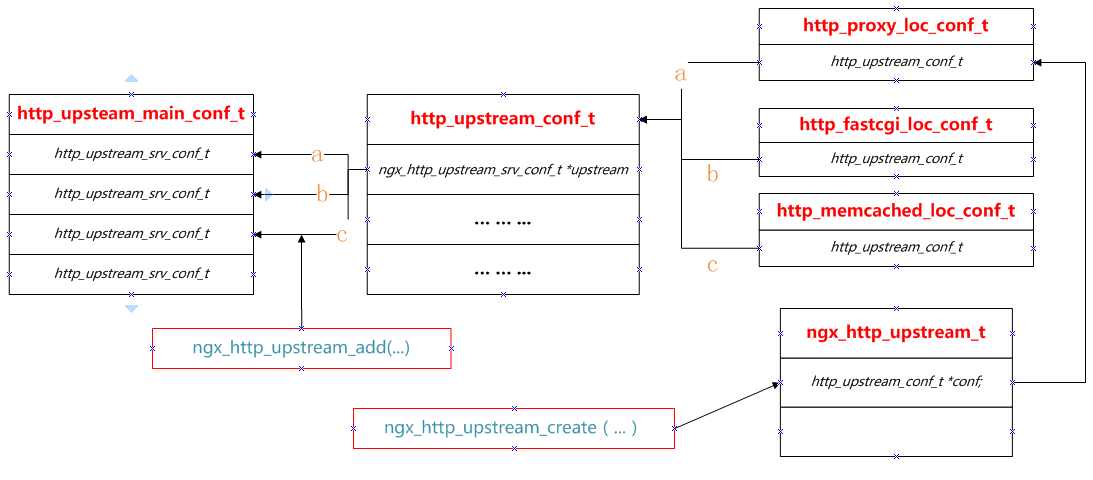 http_proxy_loc_conf_t
http_upstream_conf_t
a
http_upsteam_main_conf_t
http_upstream_srv_conf_t
http_upstream_srv_conf_t
http_upstream_srv_conf_t
http_upstream_srv_conf_t
a
b
c
http_upstream_conf_t
ngx_http_upstream_srv_conf_t *upstream
... ... ...
... ... ...
http_fastcgi_loc_conf_t
http_upstream_conf_t
b
http_memcached_loc_conf_t
http_upstream_conf_t
c
ngx_http_upstream_add(...)
ngx_http_upstream_t
http_upstream_conf_t *conf;
ngx_http_upstream_create ( ... )